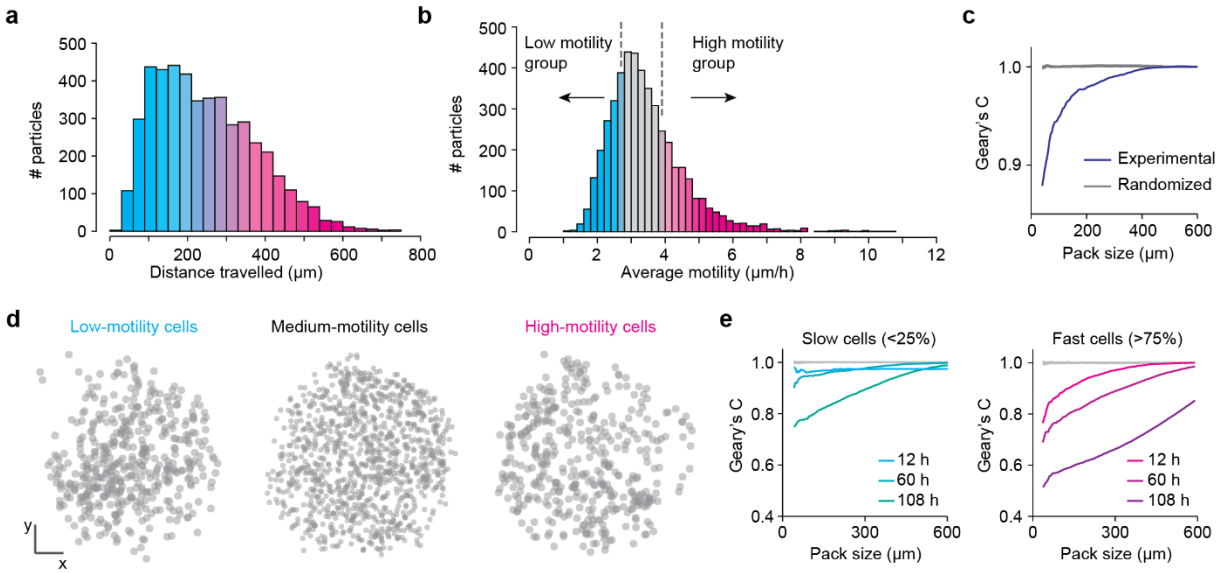 a
500
400
300
200
100
0
# particles
0
200
400
600
800
Distance travelled (µm)
b
500
400
300
200
100
0
# particles
Low motility
group
High motility
group
0
2
4
6
8
10
12
Average motility (µm/h)
c
1.0
0.9
Geary's C
Experimental
Randomized
0
200
400
600
Pack size (µm)
d
Low-motility cells
Medium-motility cells
High-motility cells
y
x
e
Slow cells (<25%)
1.0
0.8
0.6
0.4
Geary's C
12 h
60 h
108 h
0
200
400
600
Pack size (µm)
Fast cells (>75%)
1.0
0.8
0.6
0.4
Geary's C
12 h
60 h
108 h
0
200
400
600
Pack size (µm)